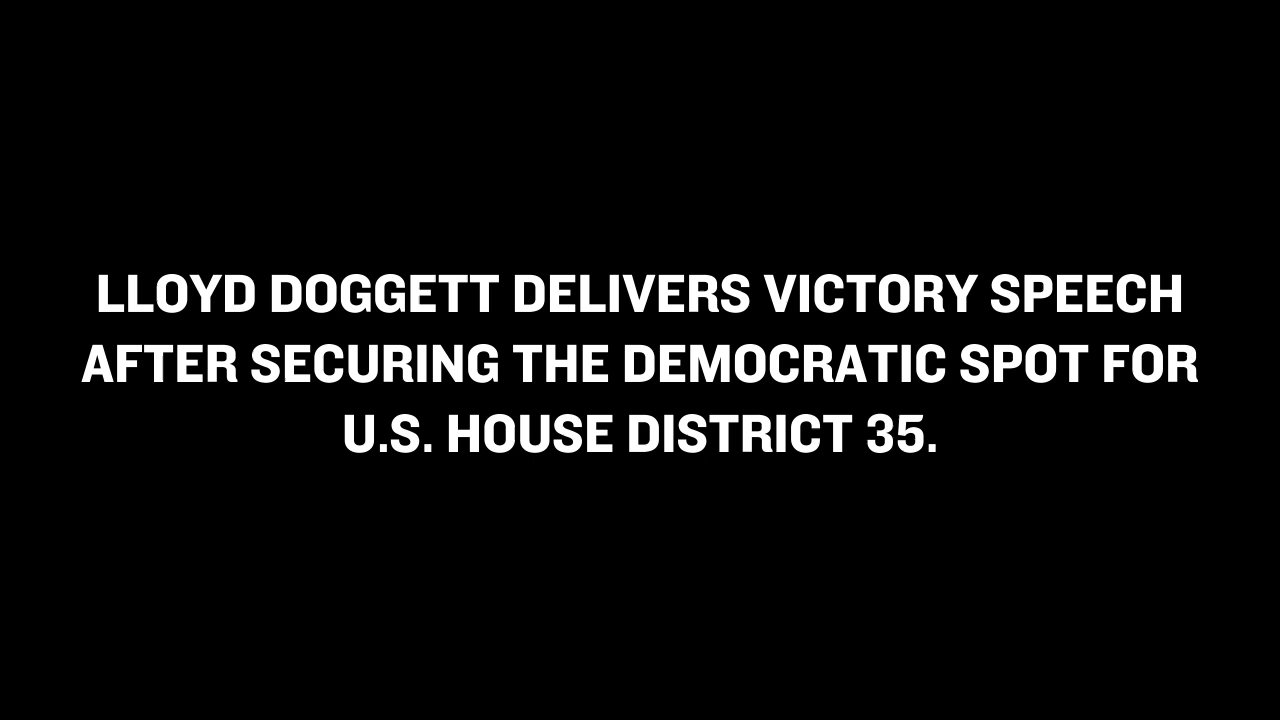 LLOYD DOGGETT DELIVERS VICTORY SPEECH
AFTER SECURING THE DEMOCRATIC SPOT FOR
U.S. HOUSE DISTRICT 35.